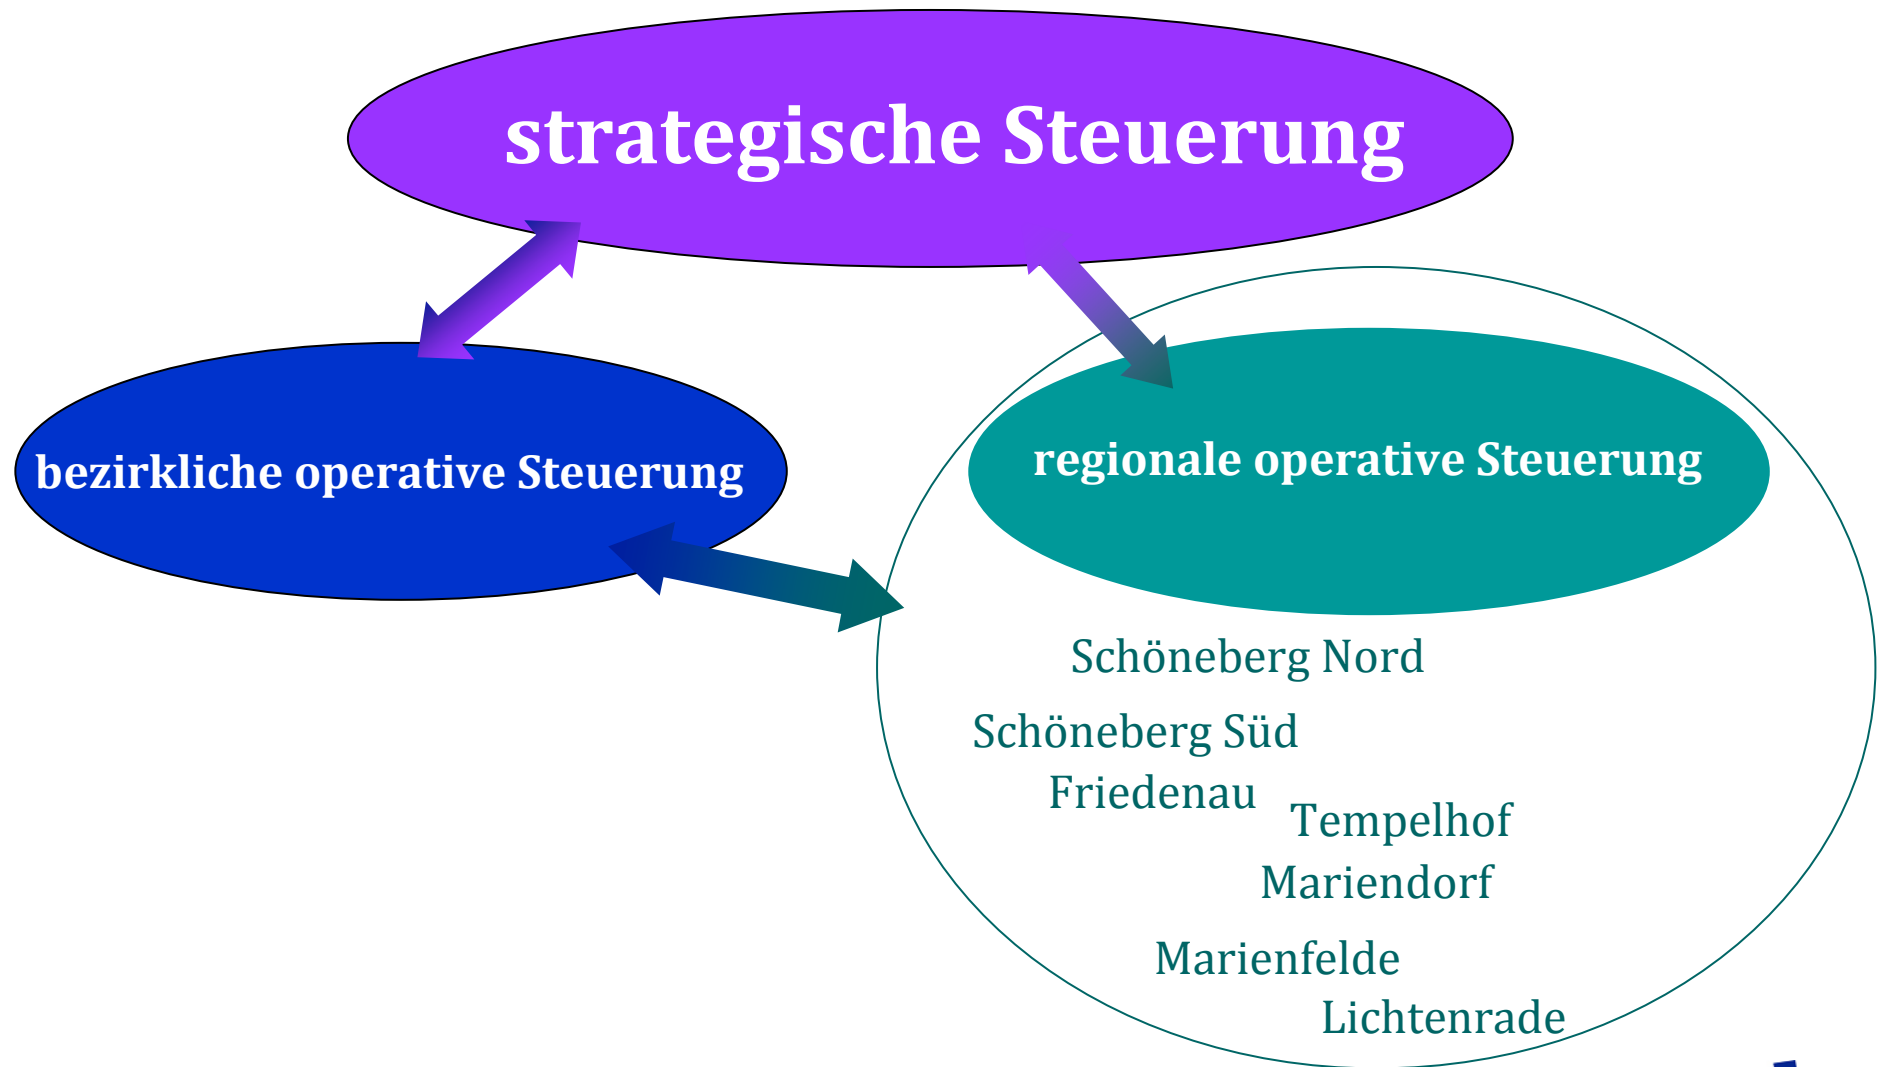 strategische Steuerung
bezirkliche operative Steuerung
regionale operative Steuerung
Schöneberg Nord
Schöneberg Süd
Friedenau
Tempelhof
Mariendorf
Marienfelde
Lichtenrade